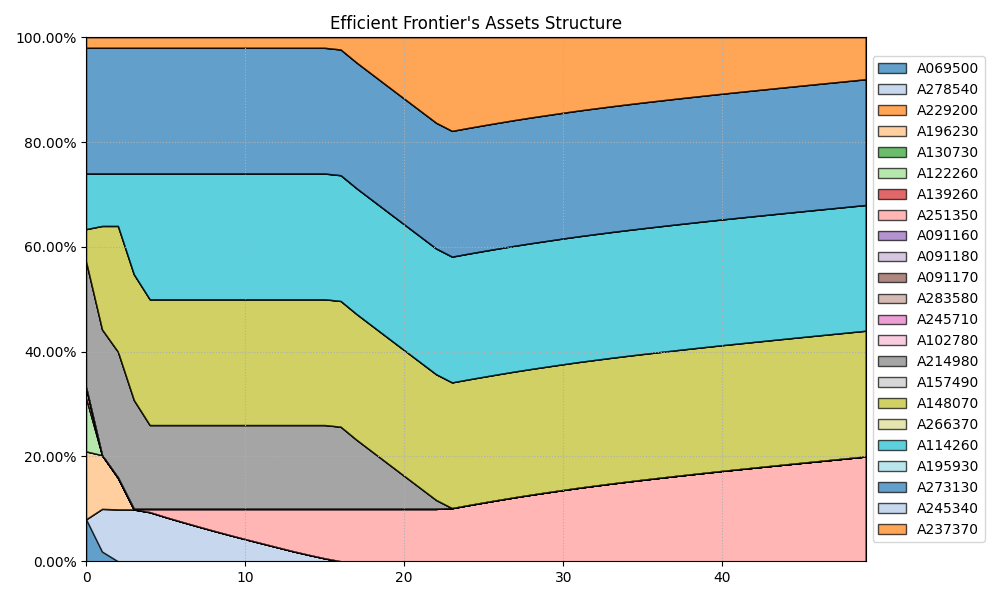 Efficient Frontier's Assets Structure
100.00%
80.00%
60.00%
40.00%
20.00%
0.00%
0
10
20
30
40
A069500
A278540
A229200
A196230
A130730
A122260
A139260
A251350
A091160
A091180
A091170
A283580
A245710
A102780
A214980
A157490
A148070
A266370
A114260
A195930
A273130
A245340
A237370